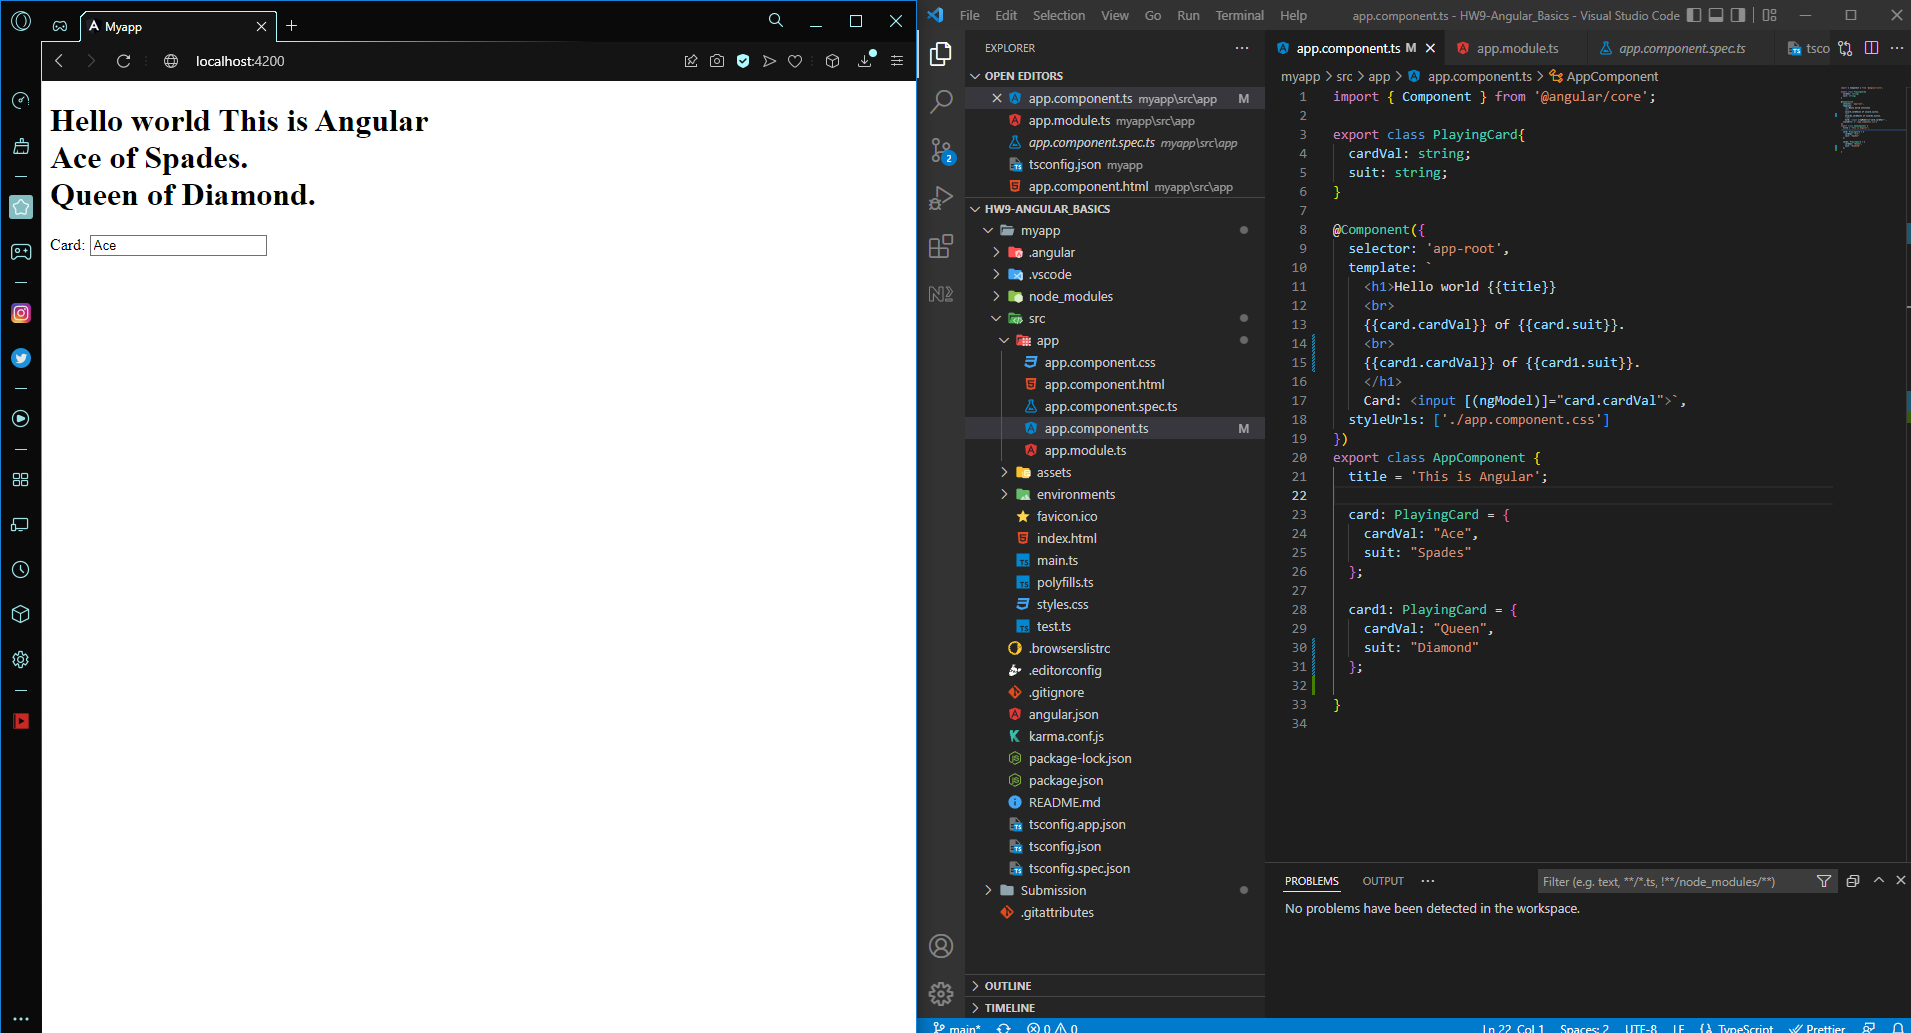 Myapp
localhost:4200
Hello world This is Angular
Ace of Spades.
Queen of Diamond.
Card: Ace
File Edit Selection View Go Run Terminal Help
app.component.ts - HW9-Angular_Basics - Visual Studio Code
EXPLORER
OPEN EDITORS
app.component.ts myapp\src\app M
app.module.ts myapp\src\app
app.component.spec.ts myapp\src\app
tsconfig.json myapp
app.component.html myapp\src\app
2
HW9-ANGULAR_BASICS
myapp
.angular
.vscode
node_modules
src
app
app.component.css
app.component.html
app.component.spec.ts
app.component.ts M
app.module.ts
assets
environments
favicon.ico
index.html
main.ts
polyfills.ts
styles.css
test.ts
.browserslistrc
.editorconfig
.gitignore
angular.json
karma.conf.js
package-lock.json
package.json
README.md
tsconfig.app.json
tsconfig.json
tsconfig.spec.json
Submission
.gitattributes
OUTLINE
TIMELINE
app.component.ts M app.module.ts app.component.spec.ts tsco
myapp > src > app > app.component.ts > AppComponent
1 import { Component } from '@angular/core';
2
3 export class PlayingCard{
4 cardVal: string;
5 suit: string;
6 }
7
8 @Component({
9 selector: 'app-root',
10 template: `
11 <h1>Hello world {{title}}
12 <br>
13 {{card.cardVal}} of {{card.suit}}.
14 <br>
15 {{card1.cardVal}} of {{card1.suit}}.
16 </h1>
17 Card: <input [(ngModel)]="card.cardVal">`,
18 styleUrls: ['./app.component.css']
19 })
20 export class AppComponent {
21 title = 'This is Angular';
22
23 card: PlayingCard = {
24 cardVal: "Ace",
25 suit: "Spades"
26 };
27
28 card1: PlayingCard = {
29 cardVal: "Queen",
30 suit: "Diamond"
31 };
32
33 }
34
PROBLEMS OUTPUT
Filter (e.g. text, **/*.ts, !**/node_modules/**)
No problems have been detected in the workspace.
main* 0 0 Ln 22, Col 1 Spaces: 2 UTF-8 LF {} TypeScript Prettier